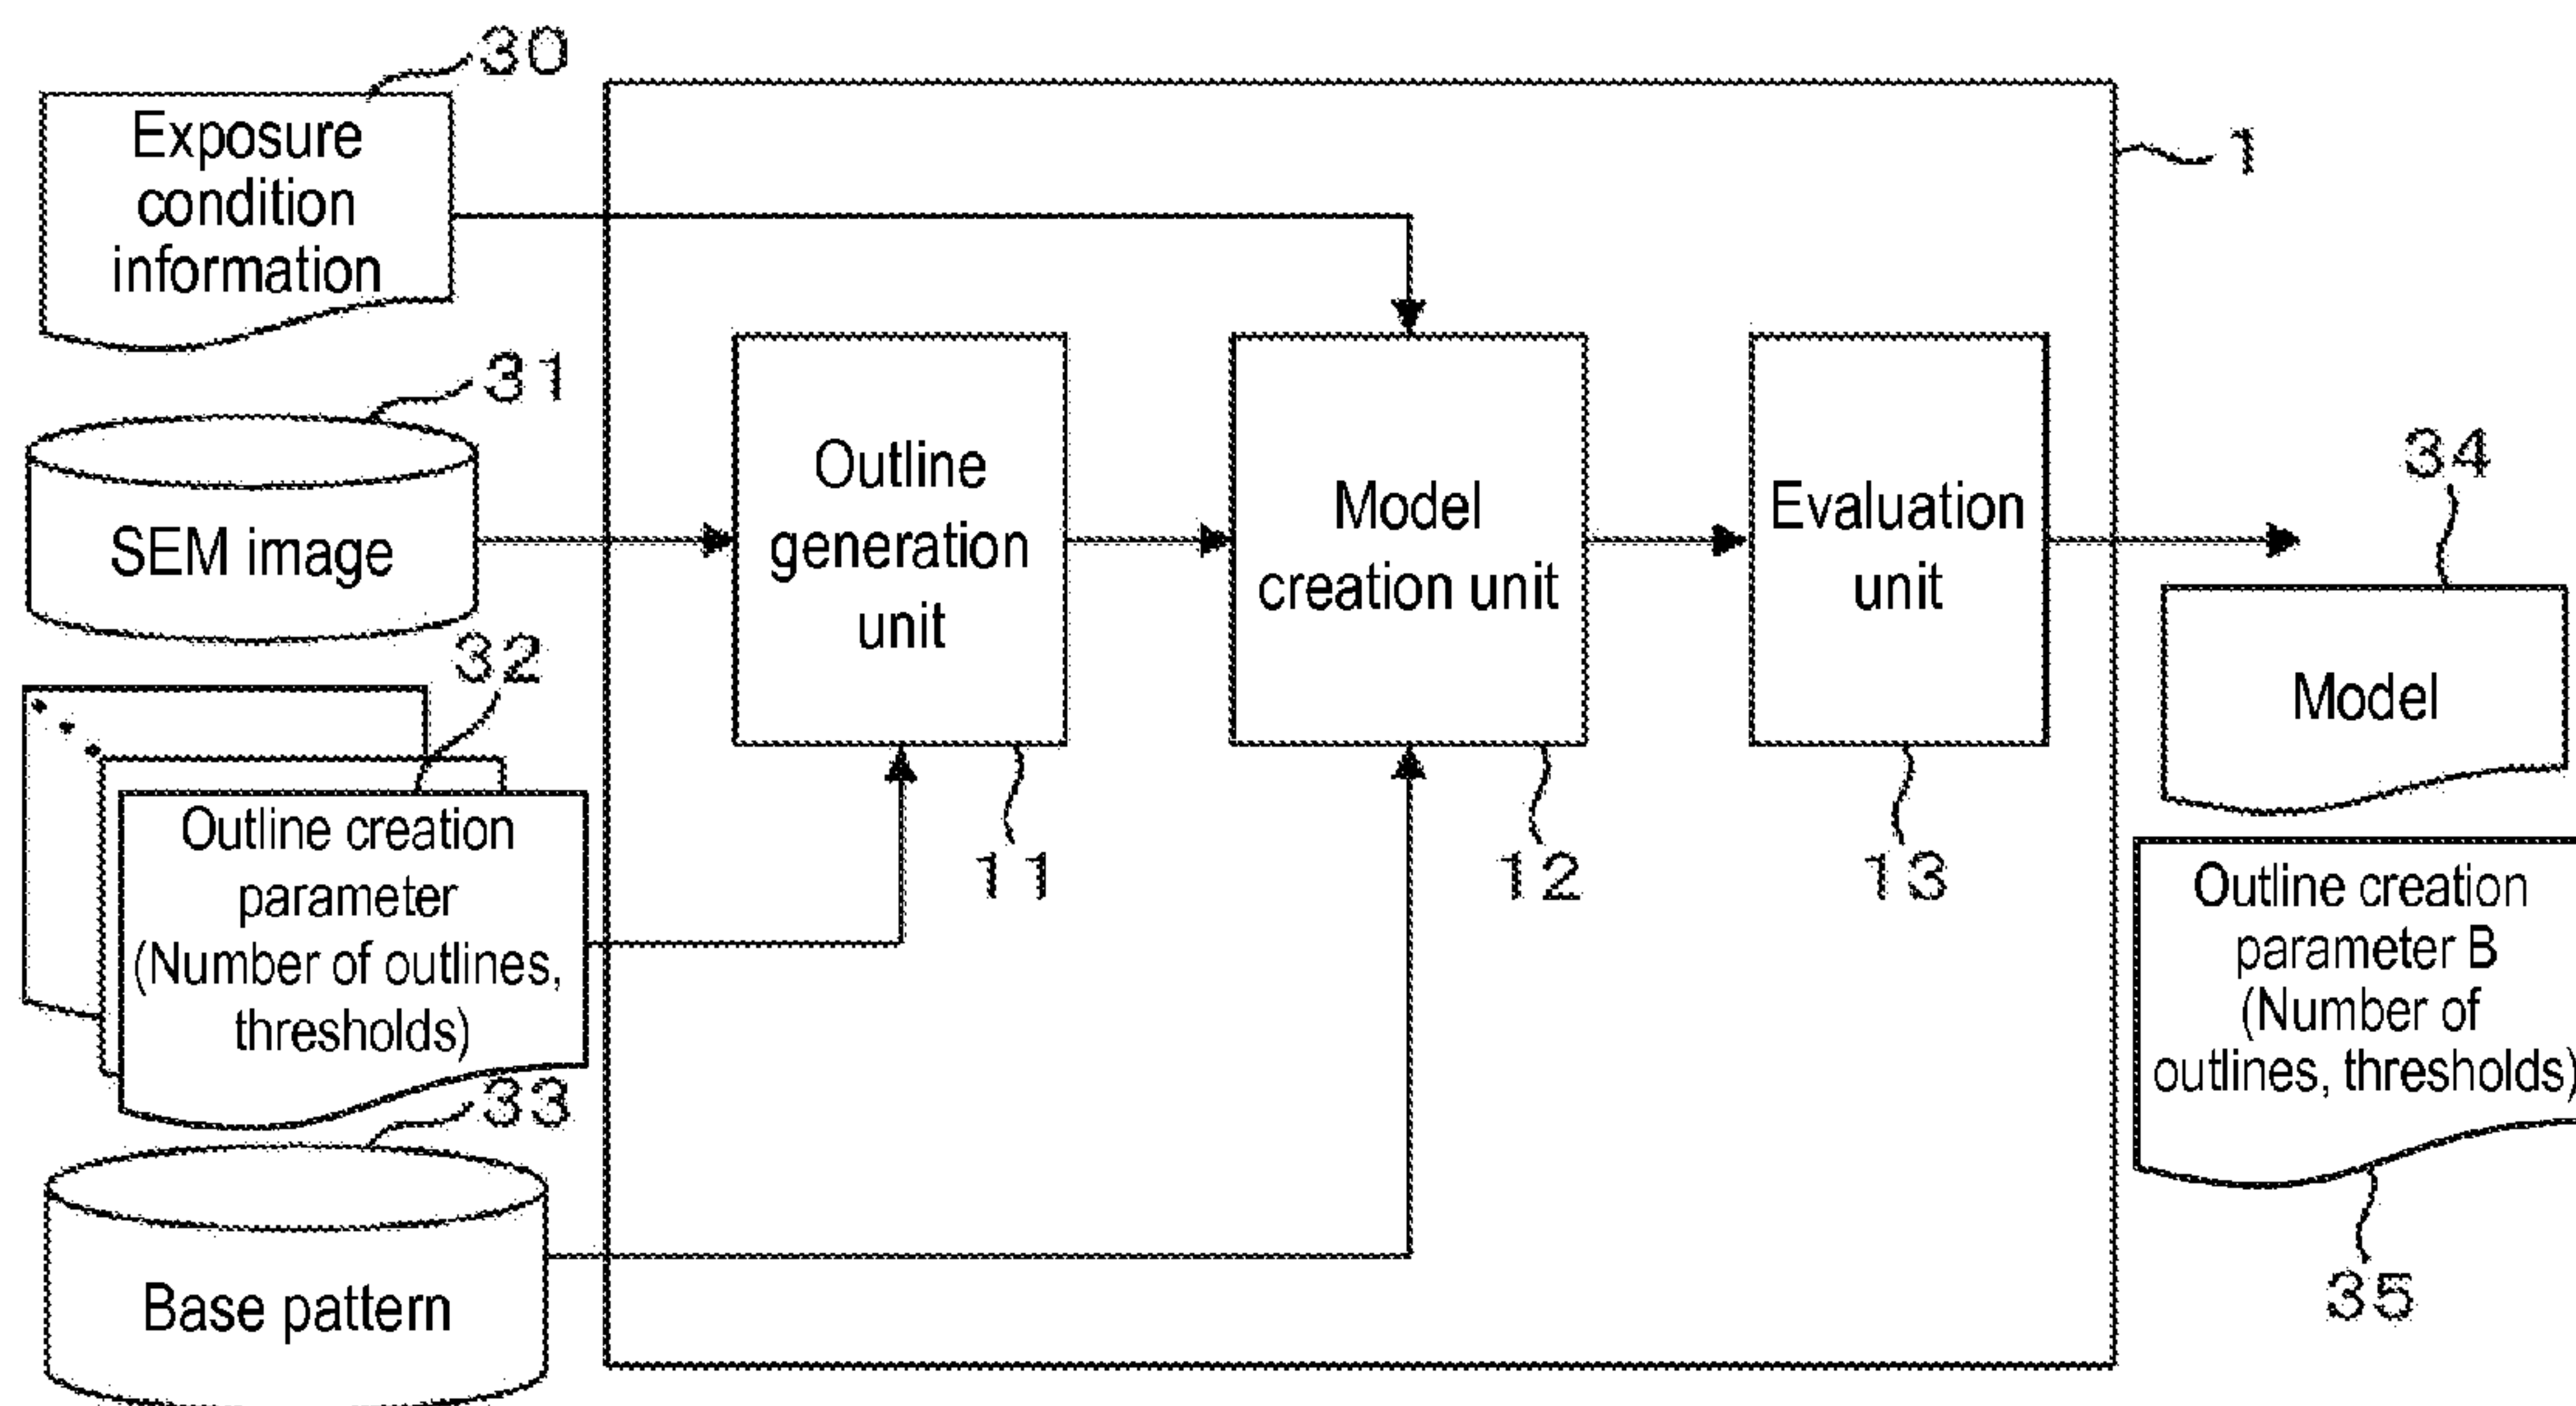 30
Exposure
condition
information
1
31
SEM image
Outline
generation
unit
11
Model
creation unit
12
Evaluation
unit
13
34
Model
32
Outline creation
parameter
(Number of outlines,
thresholds)
Outline creation
parameter B
(Number of
outlines, thresholds)
35
33
Base pattern